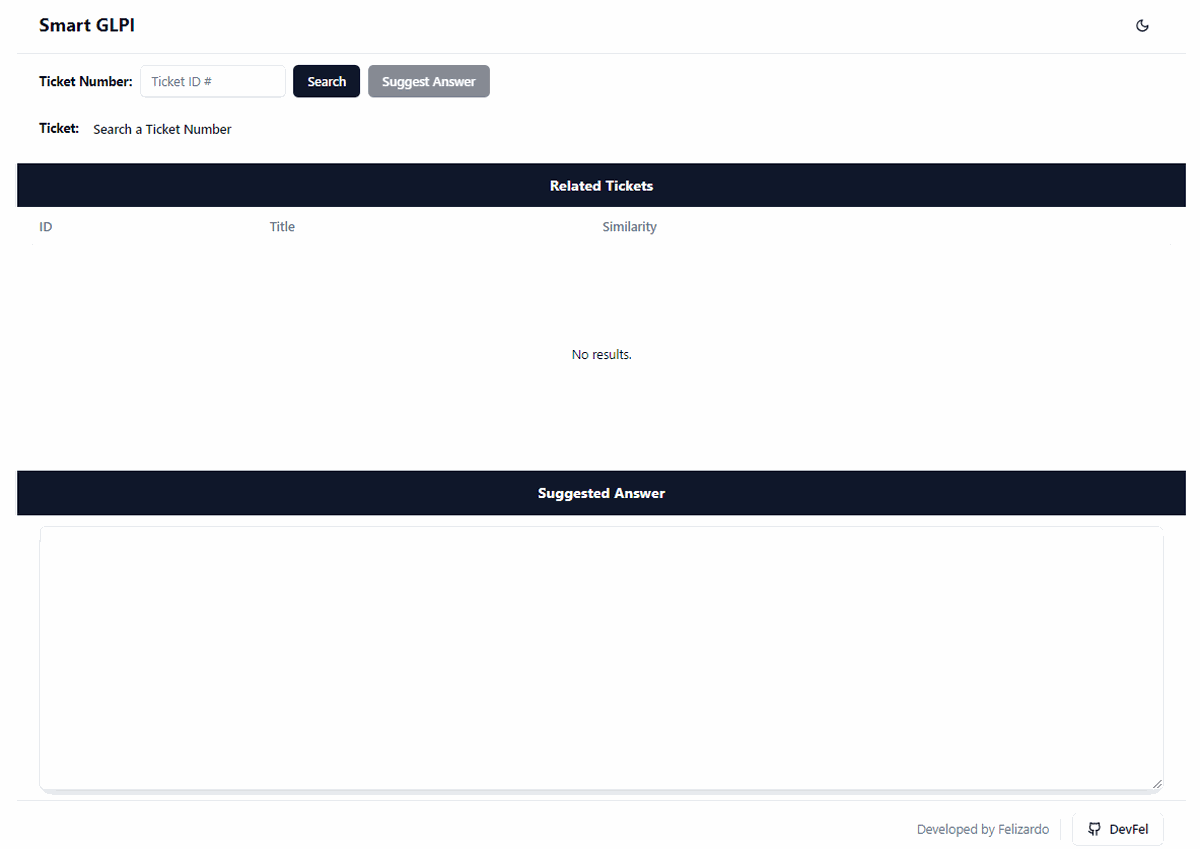 Smart GLPI
Ticket Number: Ticket ID # Search Suggest Answer
Ticket: Search a Ticket Number
Related Tickets
ID Title Similarity
No results.
Suggested Answer
Developed by Felizardo DevFel